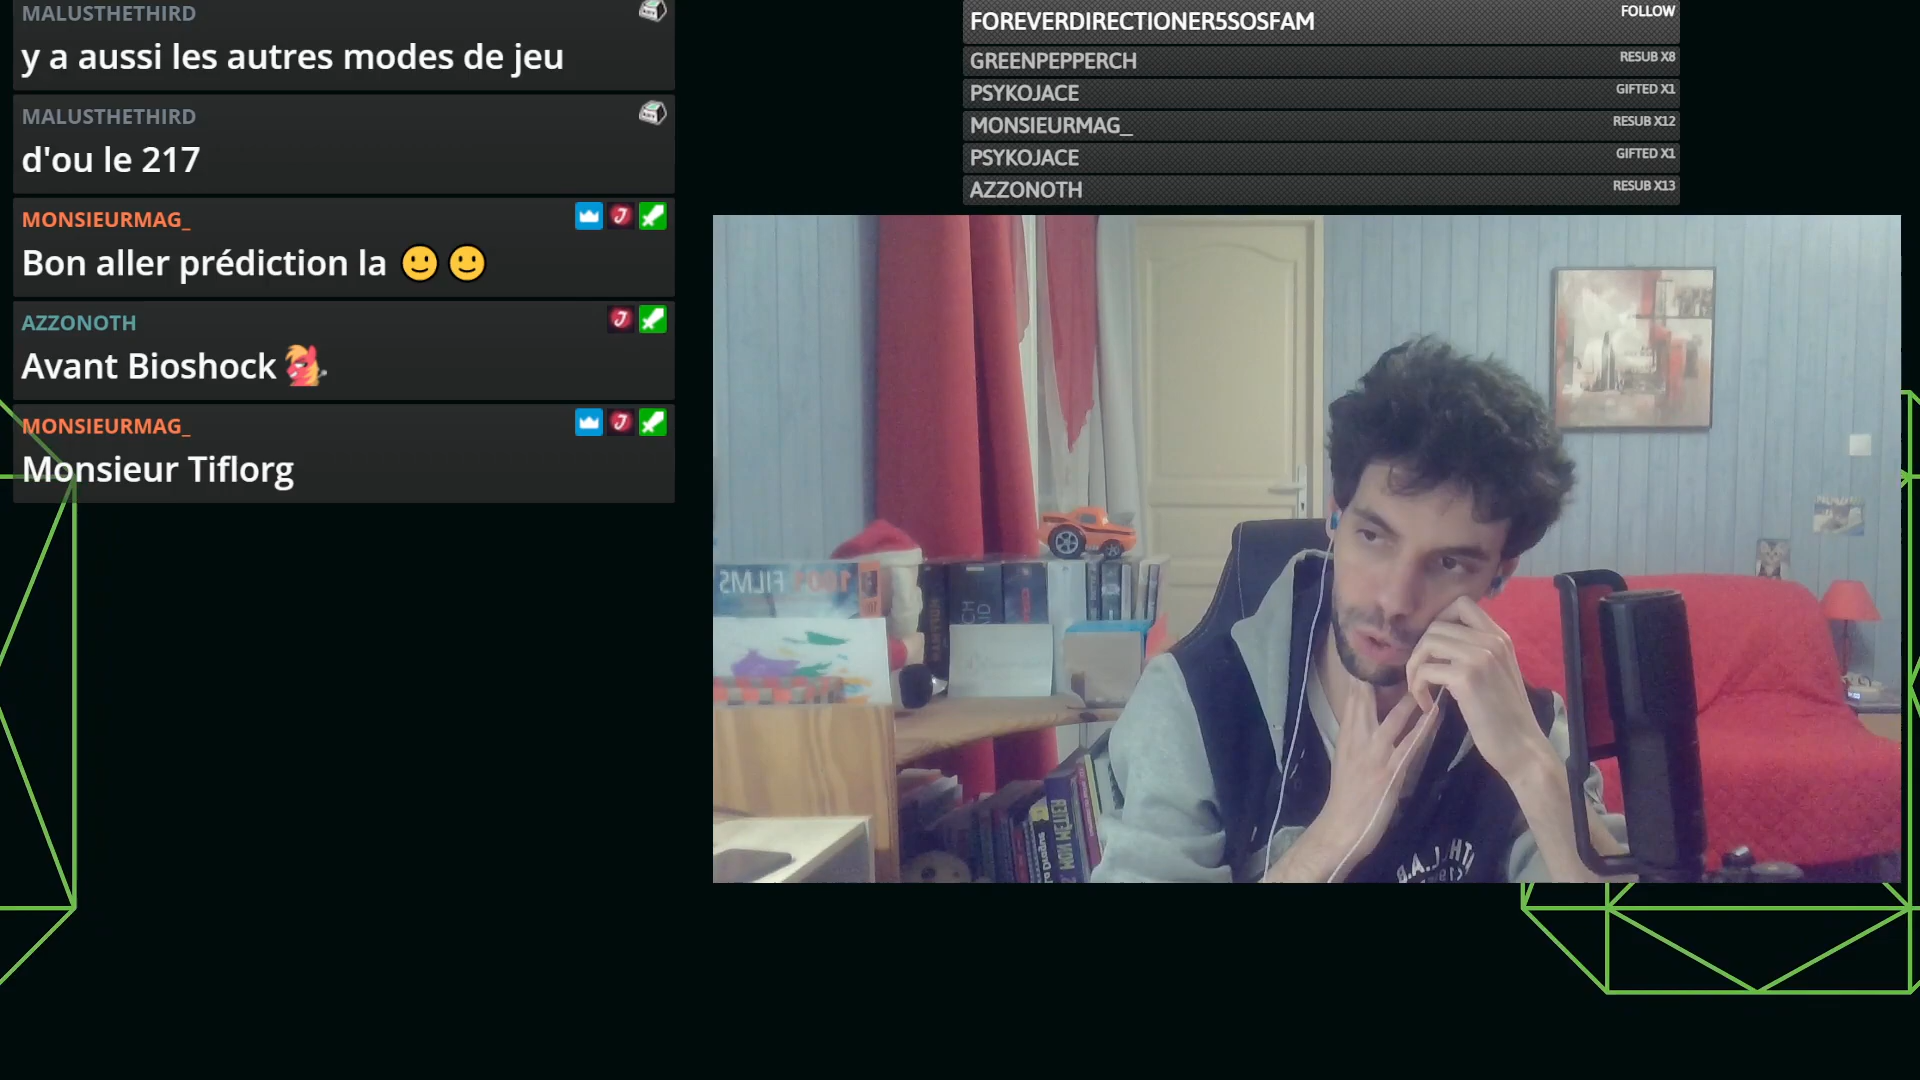 MALUSTHETHIRD
y a aussi les autres modes de jeu
MALUSTHETHIRD
d'ou le 217
MONSIEURMAG_
Bon aller prédiction la
AZZONOTH
Avant Bioshock
MONSIEURMAG_
Monsieur Tiflorg
FOREVERDIRECTIONER5SOSFAM FOLLOW
GREENPEPPERCH RESUB X8
PSYKOJACE GIFTED X1
MONSIEURMAG_ RESUB X12
PSYKOJACE GIFTED X1
AZZONOTH RESUB X13
1001 FILMS